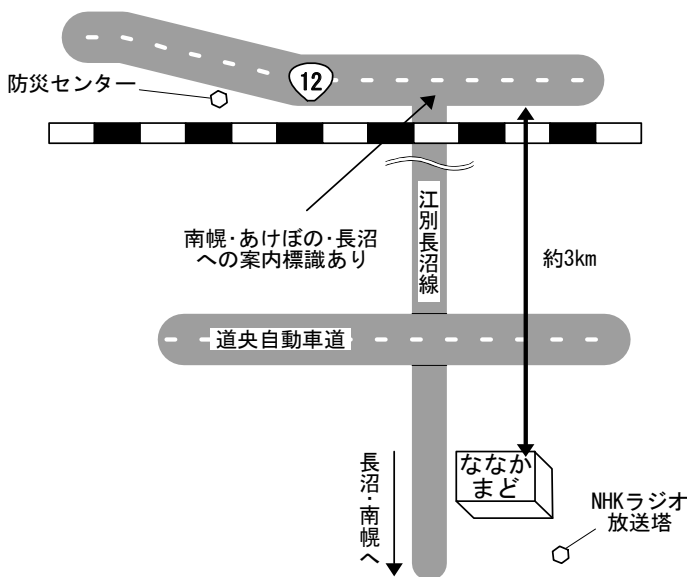 12
防災センター
南幌・あけぼの・長沼
への案内標識あり
江別長沼線
約3km
道央自動車道
ななか
まど
長沼・南幌へ
NHKラジオ
放送塔